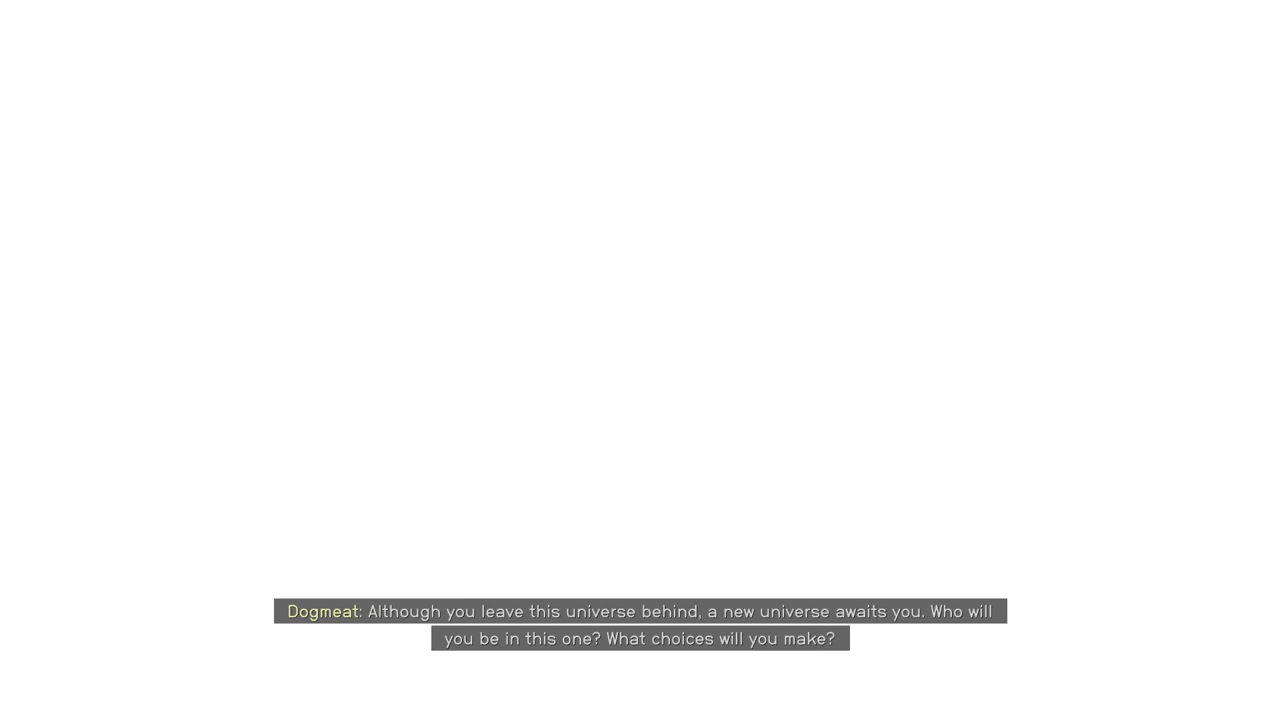 Dogmeat: Although you leave this universe behind, a new universe awaits you. Who will
you be in this one? What choices will you make?